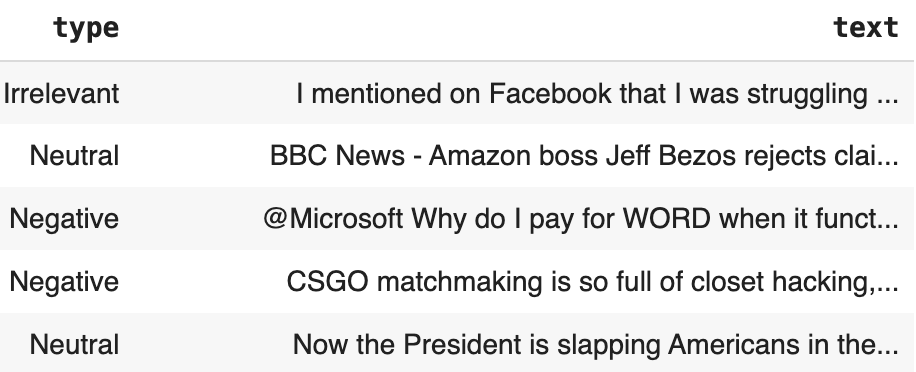 type text
Irrelevant I mentioned on Facebook that I was struggling ...
Neutral BBC News - Amazon boss Jeff Bezos rejects clai...
Negative @Microsoft Why do I pay for WORD when it funct...
Negative CSGO matchmaking is so full of closet hacking,...
Neutral Now the President is slapping Americans in the...